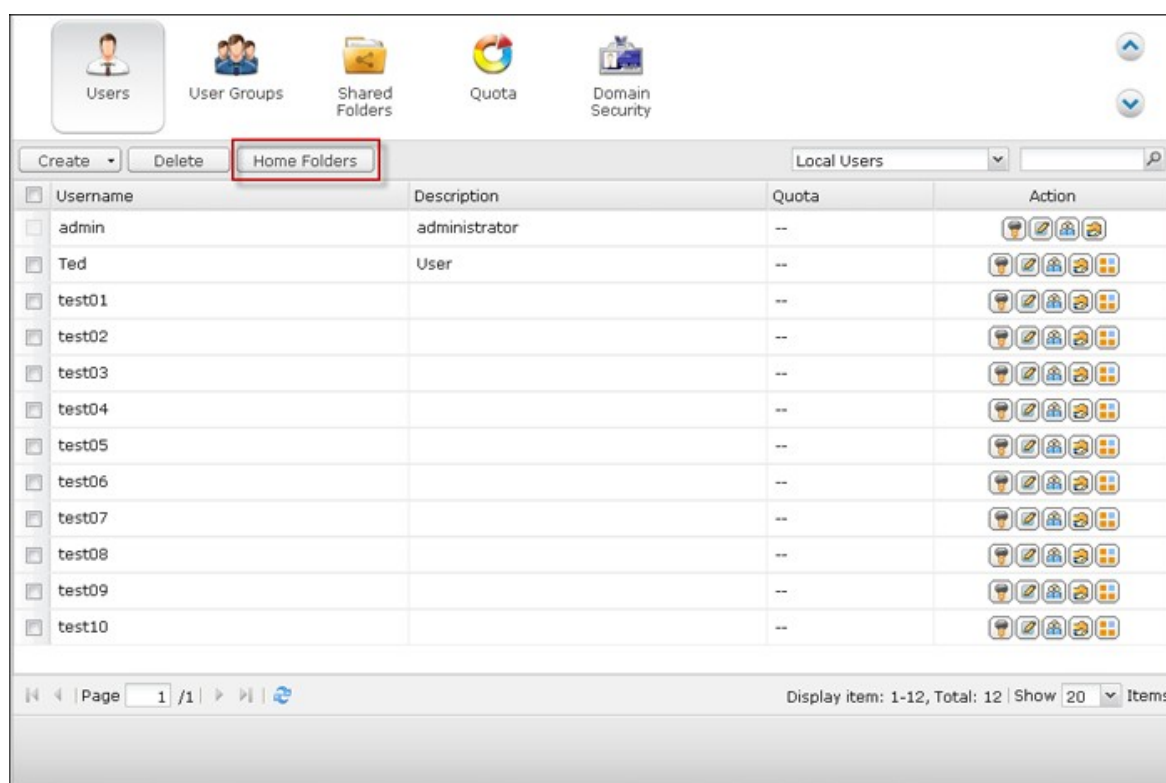 Users User Groups Shared Folders Quota Domain Security
Create Delete Home Folders Local Users
Username Description Quota Action
admin administrator --
Ted User --
test01 --
test02 --
test03 --
test04 --
test05 --
test06 --
test07 --
test08 --
test09 --
test10 --
Page 1 /1 Display item: 1-12, Total: 12 Show 20 Items